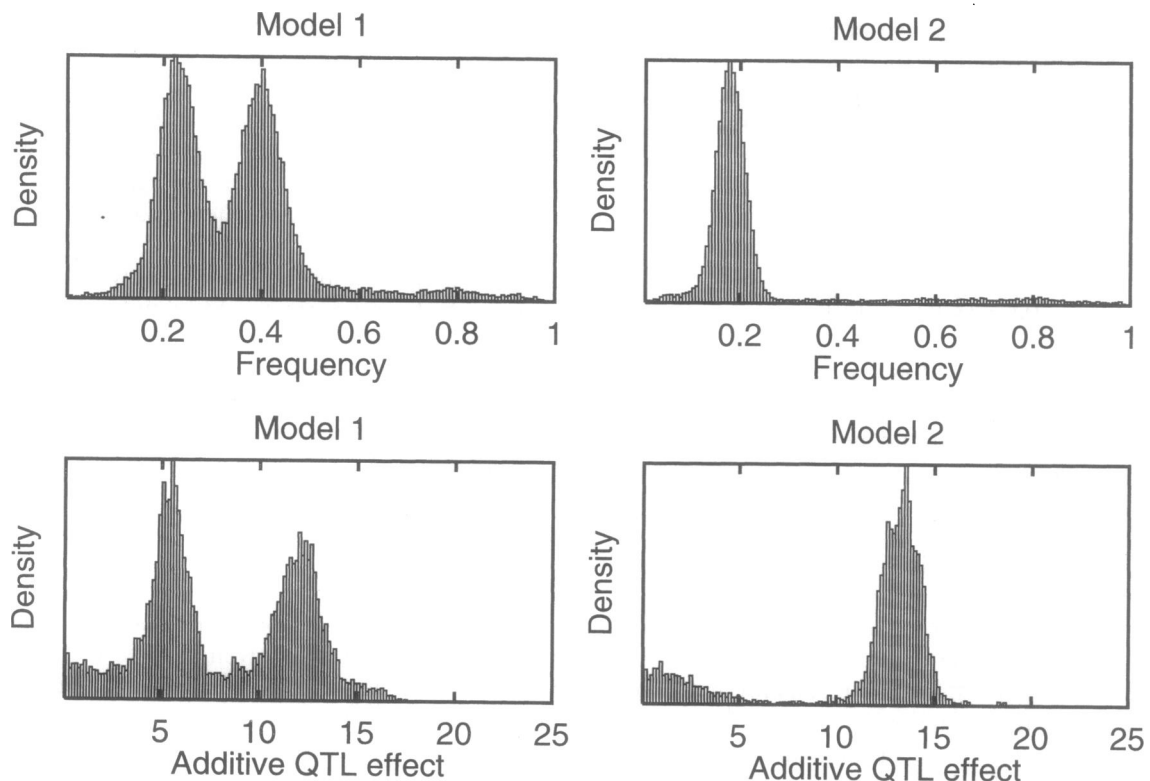 Model 1
Model 2
Density
Density
0.2 0.4 0.6 0.8 1
0.2 0.4 0.6 0.8 1
Frequency
Frequency
Model 1
Model 2
Density
Density
5 10 15 20 25
5 10 15 20 25
Additive QTL effect
Additive QTL effect